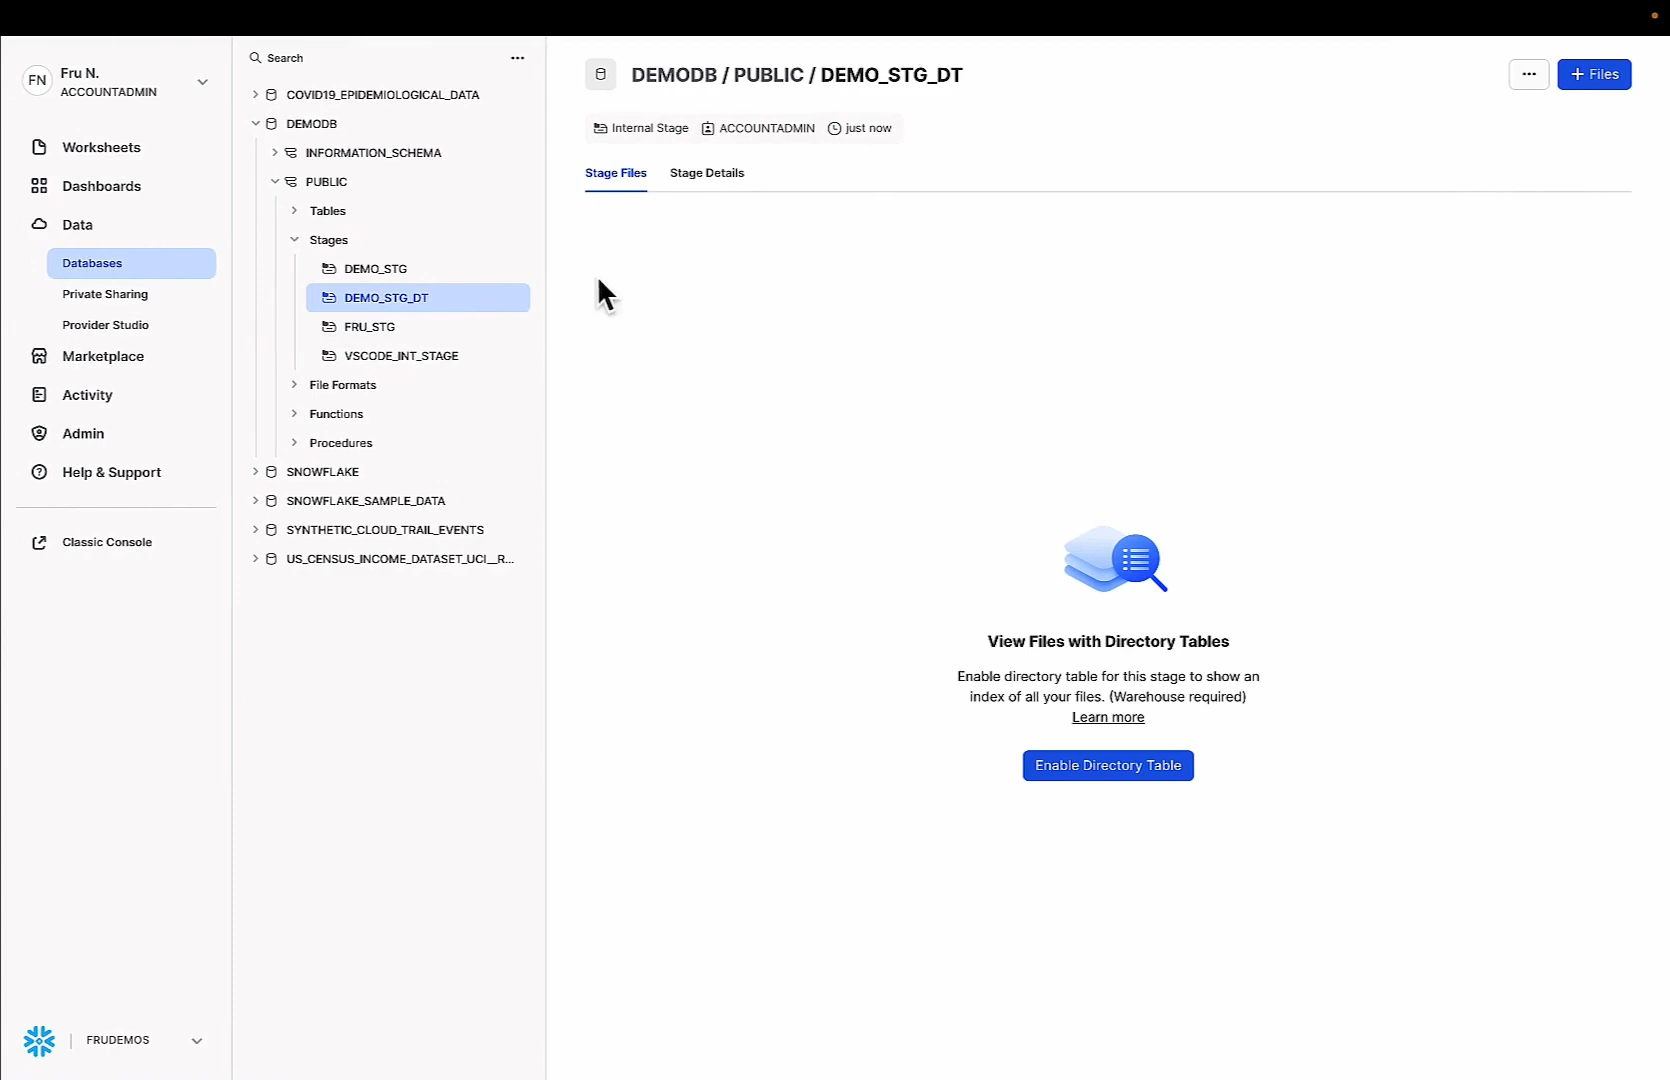 FN
Fru N.
ACCOUNTADMIN
Worksheets
Dashboards
Data
Databases
Private Sharing
Provider Studio
Marketplace
Activity
Admin
Help & Support
Classic Console
FRUDEMOS
Search
COVID19_EPIDEMIOLOGICAL_DATA
DEMODB
INFORMATION_SCHEMA
PUBLIC
Tables
Stages
DEMO_STG
DEMO_STG_DT
FRU_STG
VSCODE_INT_STAGE
File Formats
Functions
Procedures
SNOWFLAKE
SNOWFLAKE_SAMPLE_DATA
SYNTHETIC_CLOUD_TRAIL_EVENTS
US_CENSUS_INCOME_DATASET_UCI__R...
DEMODB / PUBLIC / DEMO_STG_DT
+ Files
Internal Stage ACCOUNTADMIN just now
Stage Files Stage Details
View Files with Directory Tables
Enable directory table for this stage to show an
index of all your files. (Warehouse required)
Learn more
Enable Directory Table